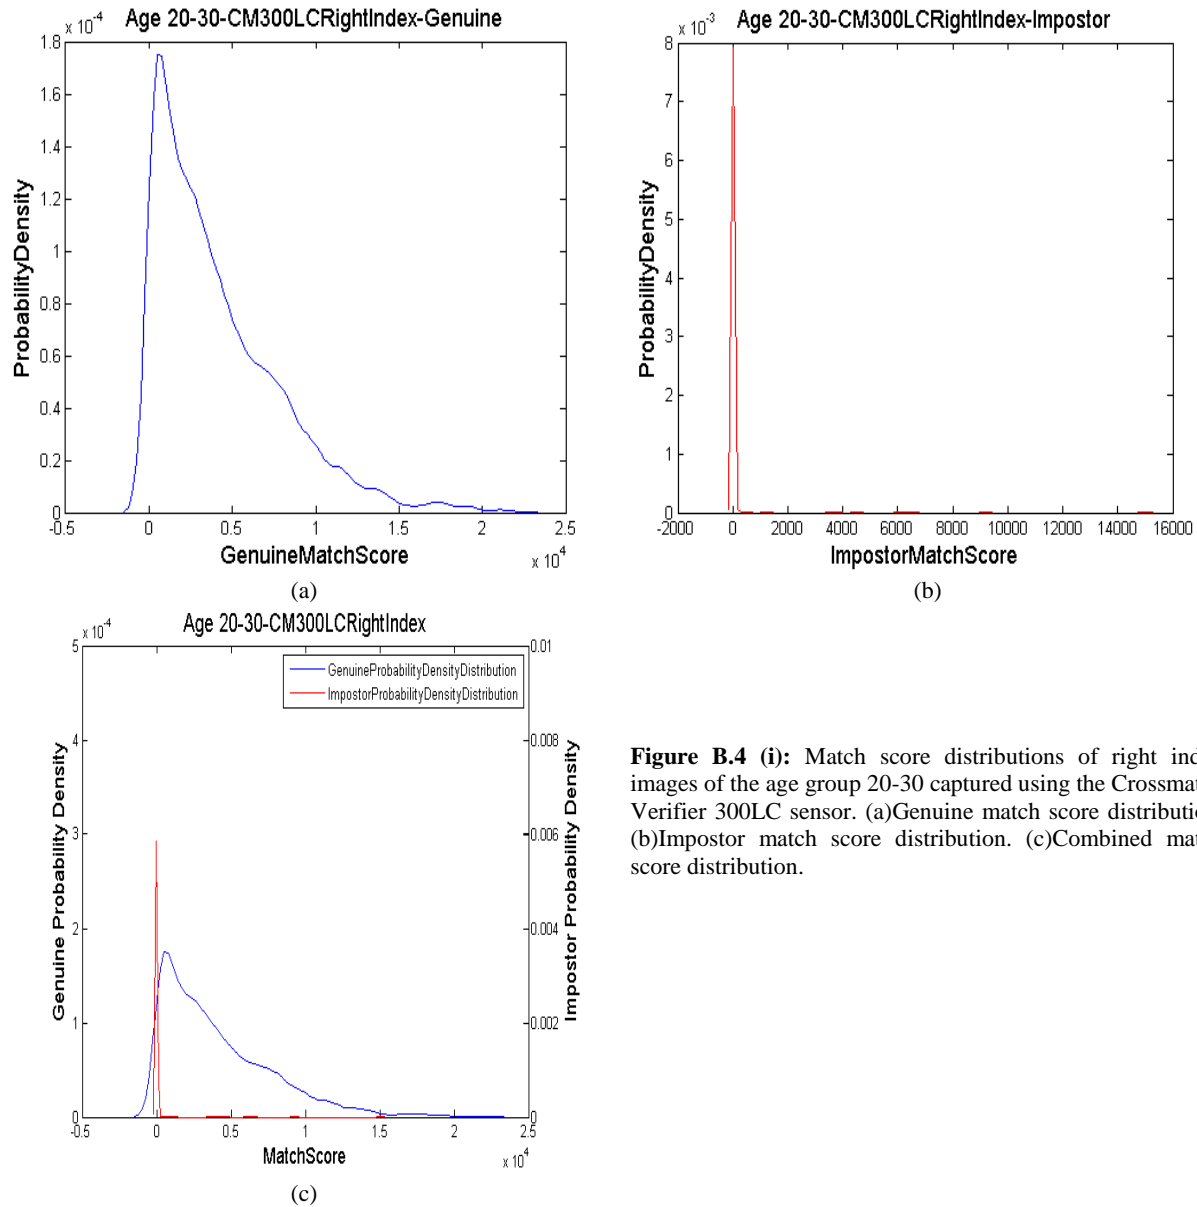 Age 20-30-CM300LCRightIndex-Genuine
x 10-4
1.8
1.6
1.4
1.2
1
0.8
0.6
0.4
0.2
0
-0.5 0 0.5 1 1.5 2 2.5
x 10 4
ProbabilityDensity
GenuineMatchScore
(a)
Age 20-30-CM300LCRightIndex-Impostor
x 10-3
8
7
6
5
4
3
2
1
0
-2000 0 2000 4000 6000 8000 10000 12000 14000 16000
ProbabilityDensity
ImpostorMatchScore
(b)
Age 20-30-CM300LCRightIndex
x 10-4
5
4
3
2
1
0
0.01
0.008
0.006
0.004
0.002
0
-0.5 0 0.5 1 1.5 2 2.5
x 10 4
GenuineProbabilityDensityDistribution
ImpostorProbabilityDensityDistribution
Genuine Probability Density
Impostor Probability Density
MatchScore
(c)
Figure B.4 (i): Match score distributions of right ind
images of the age group 20-30 captured using the Crossmat
Verifier 300LC sensor. (a)Genuine match score distributio
(b)Impostor match score distribution. (c)Combined mat
score distribution.